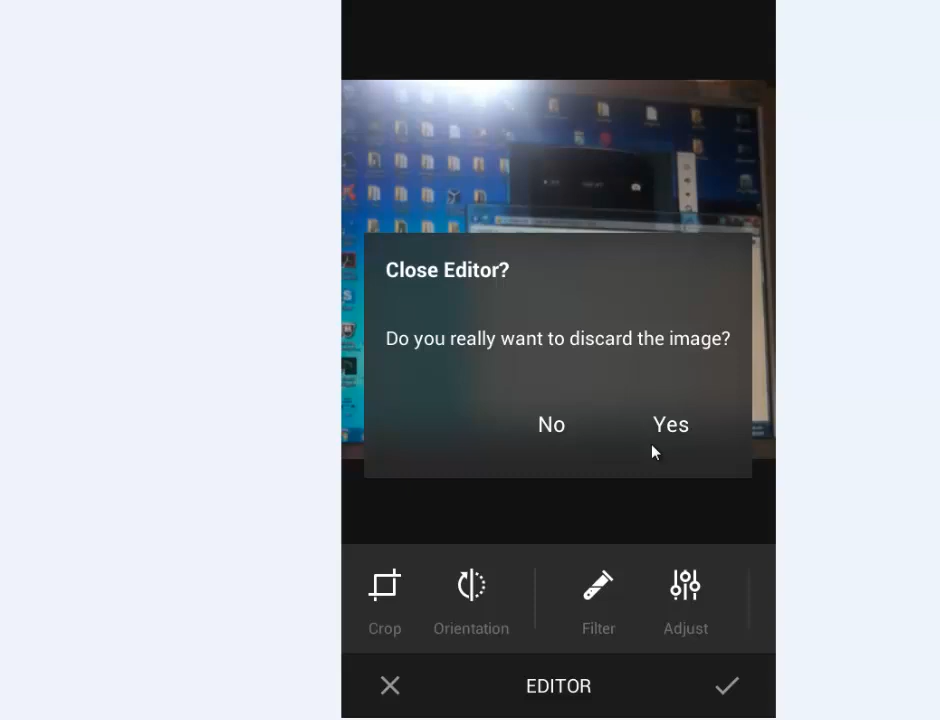 Close Editor?
Do you really want to discard the image?
No Yes
Crop Orientation Filter Adjust
EDITOR